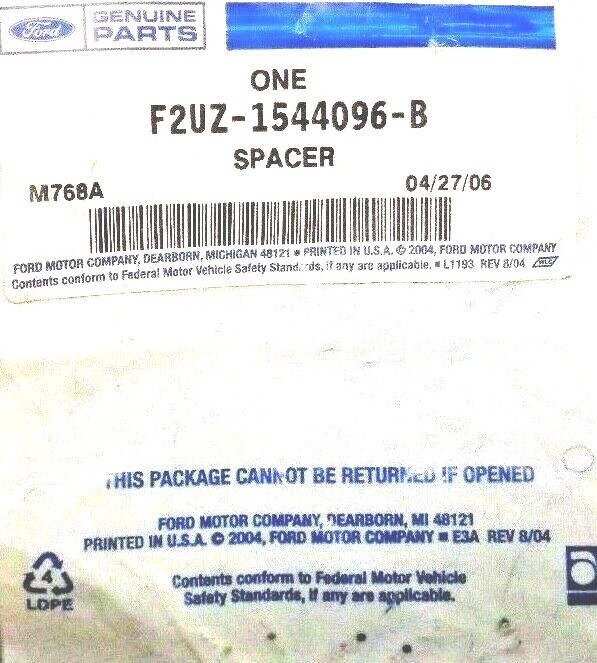 Ford GENUINE PARTS
ONE
F2UZ-1544096-B
SPACER
M768A 04/27/06
FORD MOTOR COMPANY, DEARBORN, MICHIGAN 48121 ■ PRINTED IN U.S.A. © 2004, FORD MOTOR COMPANY
Contents conform to Federal Motor Vehicle Safety Standards, if any are applicable. ■ L1193 REV 8/04 WLC
THIS PACKAGE CANNOT BE RETURNED IF OPENED
FORD MOTOR COMPANY, DEARBORN, MI 48121
PRINTED IN U.S.A. © 2004, FORD MOTOR COMPANY ■ E3A REV 8/04
4
LDPE
Contents conform to Federal Motor Vehicle
Safety Standards, if any are applicable.